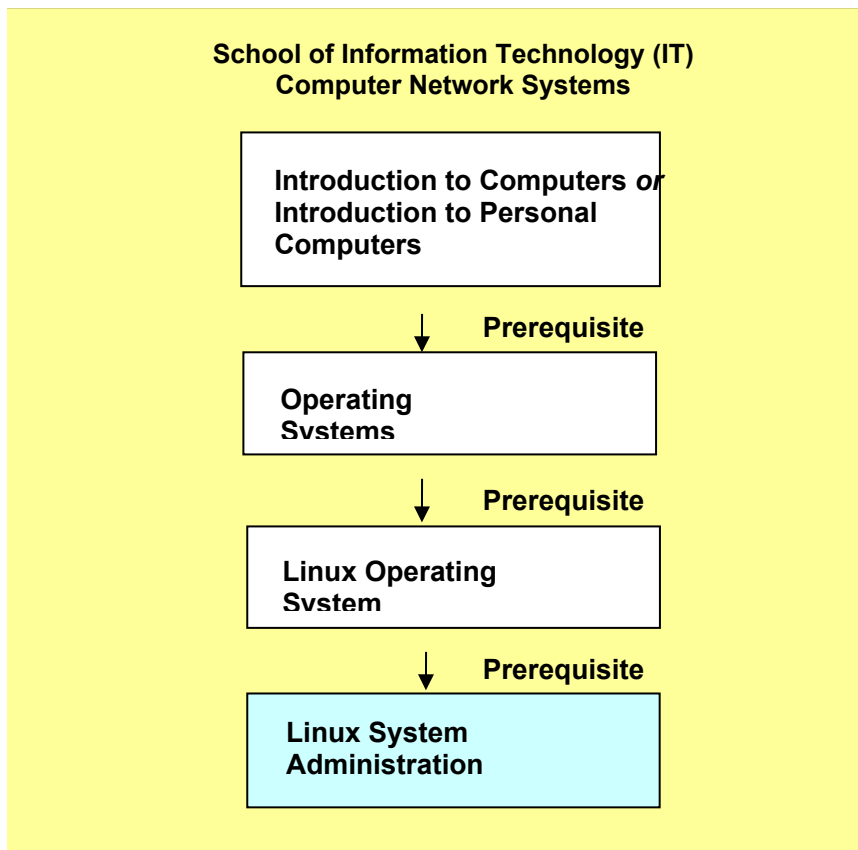 School of Information Technology (IT)
Computer Network Systems
Introduction to Computers or
Introduction to Personal
Computers
Prerequisite
Operating
Systems
Prerequisite
Linux Operating
System
Prerequisite
Linux System
Administration